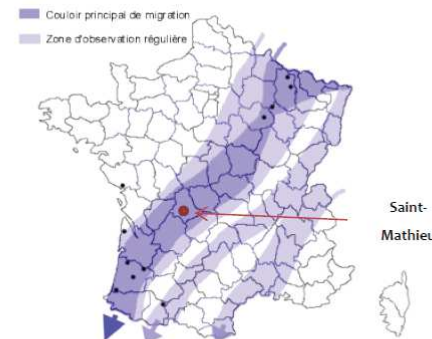 Couloir principal de migration
Zone d'observation régulière
Saint-
Mathieu